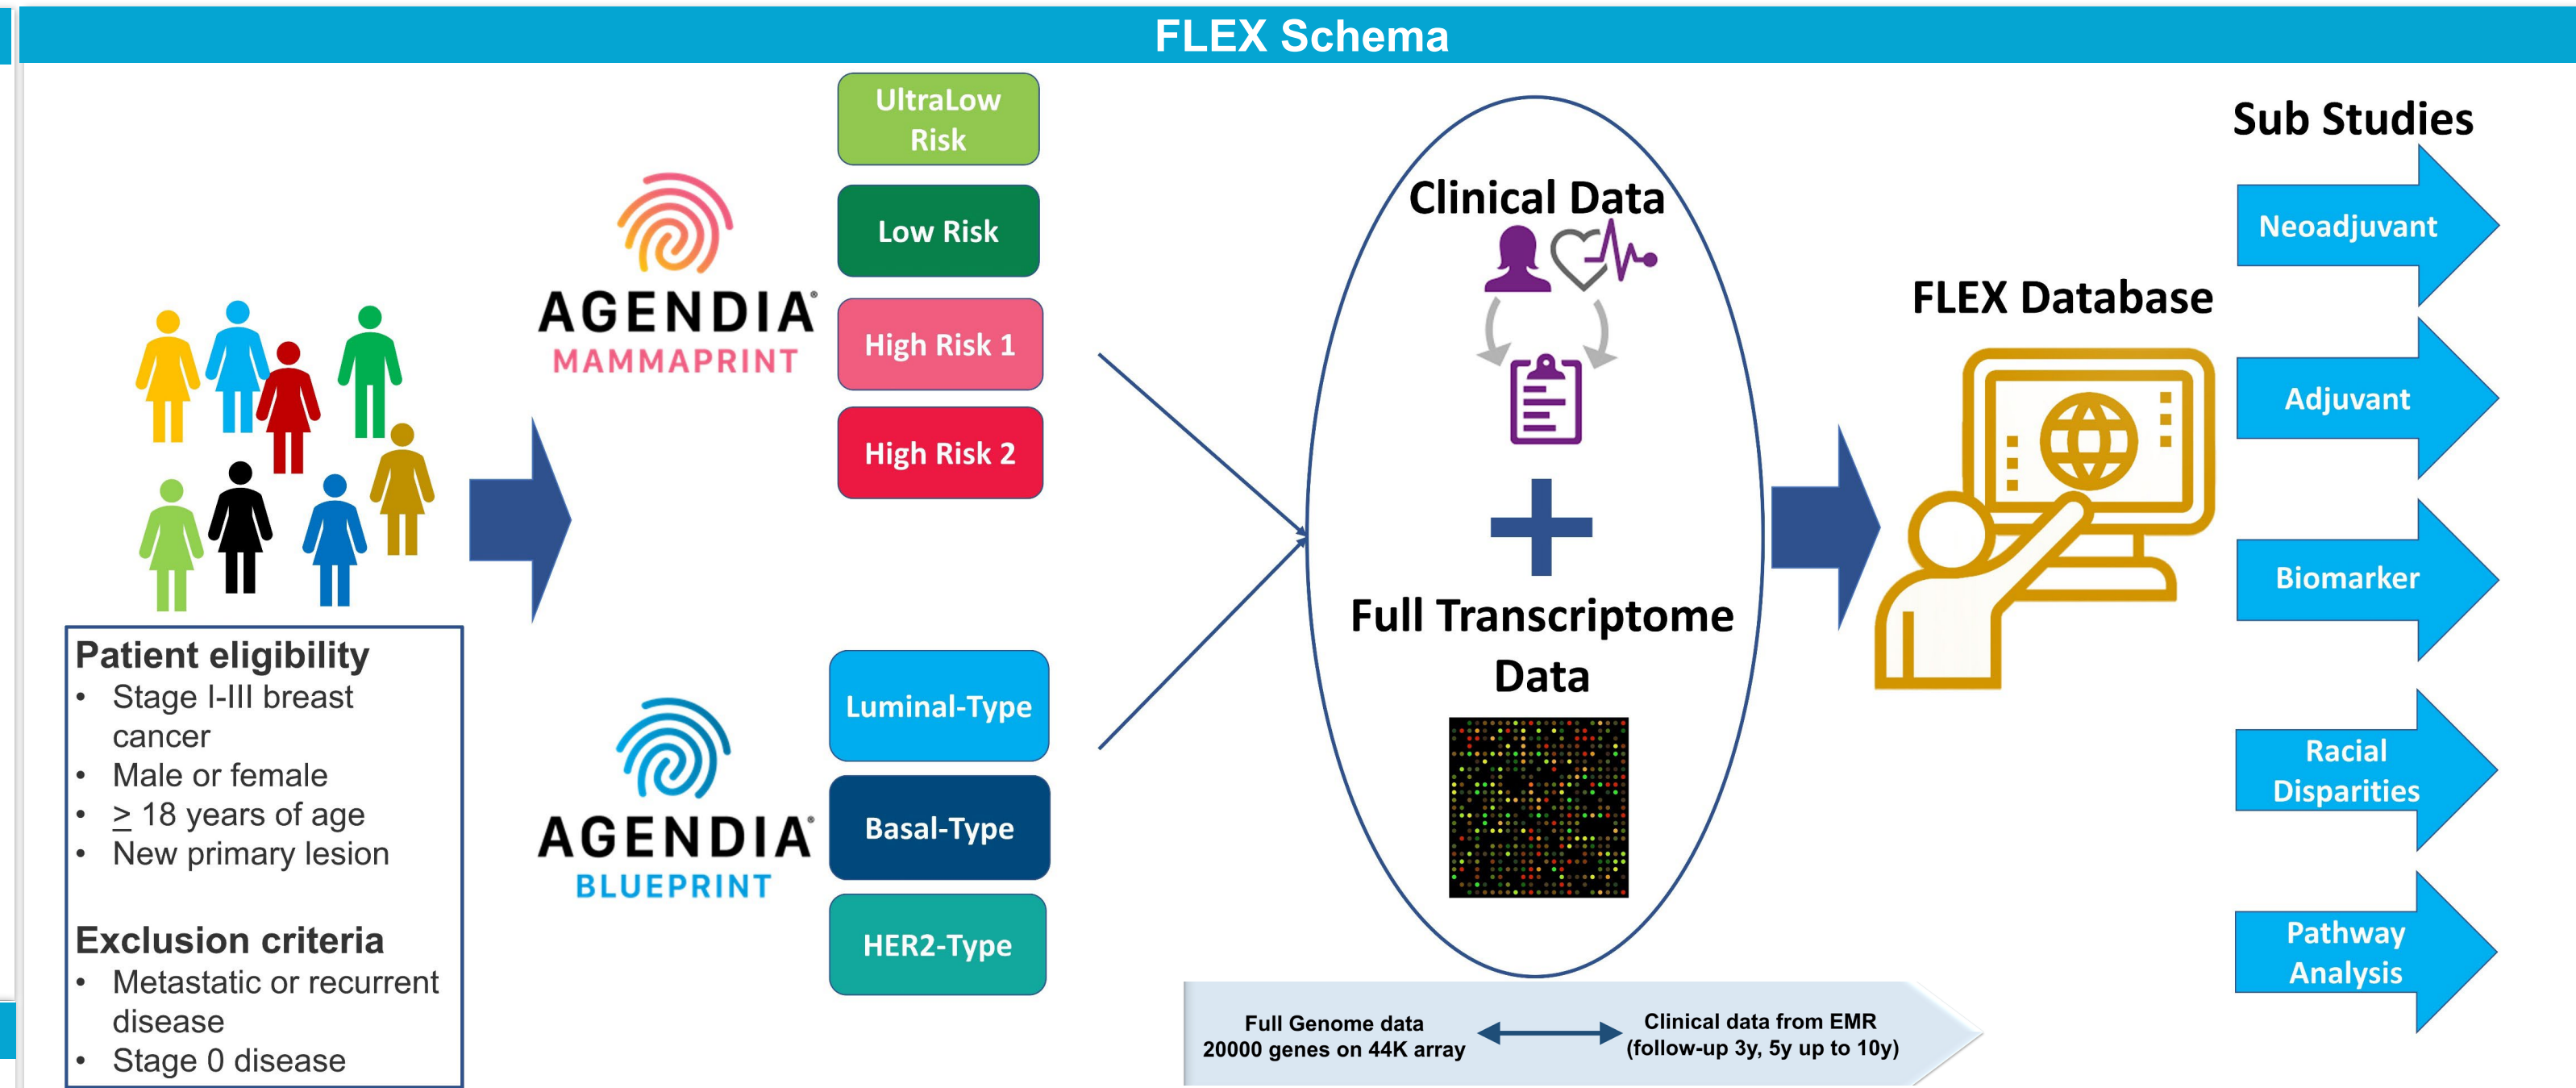 FLEX Schema
Patient eligibility
• Stage I-III breast
cancer
• Male or female
• ≥ 18 years of age
• New primary lesion
Exclusion criteria
• Metastatic or recurrent
disease
• Stage 0 disease
AGENDIA®
MAMMAPRINT
UltraLow
Risk
Low Risk
High Risk 1
High Risk 2
AGENDIA®
BLUEPRINT
Luminal-Type
Basal-Type
HER2-Type
Clinical Data
Full Transcriptome
Data
Full Genome data
20000 genes on 44K array
Clinical data from EMR
(follow-up 3y, 5y up to 10y)
FLEX Database
Sub Studies
Neoadjuvant
Adjuvant
Biomarker
Racial
Disparities
Pathway
Analysis